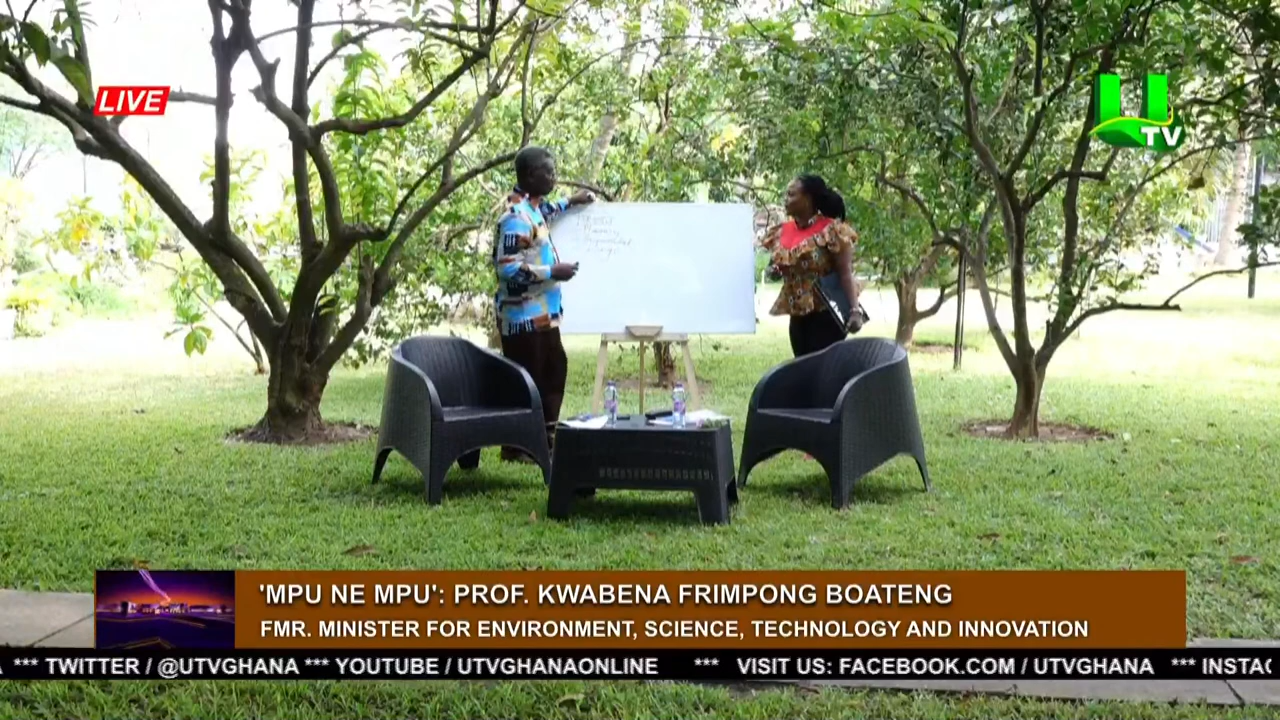 LIVE
U
TV
'MPU NE MPU': PROF. KWABENA FRIMPONG BOATENG
FMR. MINISTER FOR ENVIRONMENT, SCIENCE, TECHNOLOGY AND INNOVATION
*** TWITTER / @UTVGHANA *** YOUTUBE / UTVGHANAONLINE *** VISIT US: FACEBOOK.COM / UTVGHANA ***